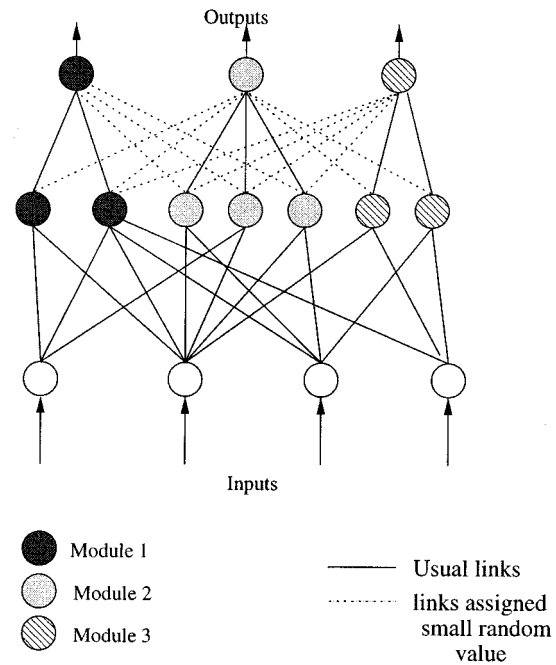 Outputs
Inputs
Module 1
Module 2
Module 3
Usual links
links assigned
small random
value